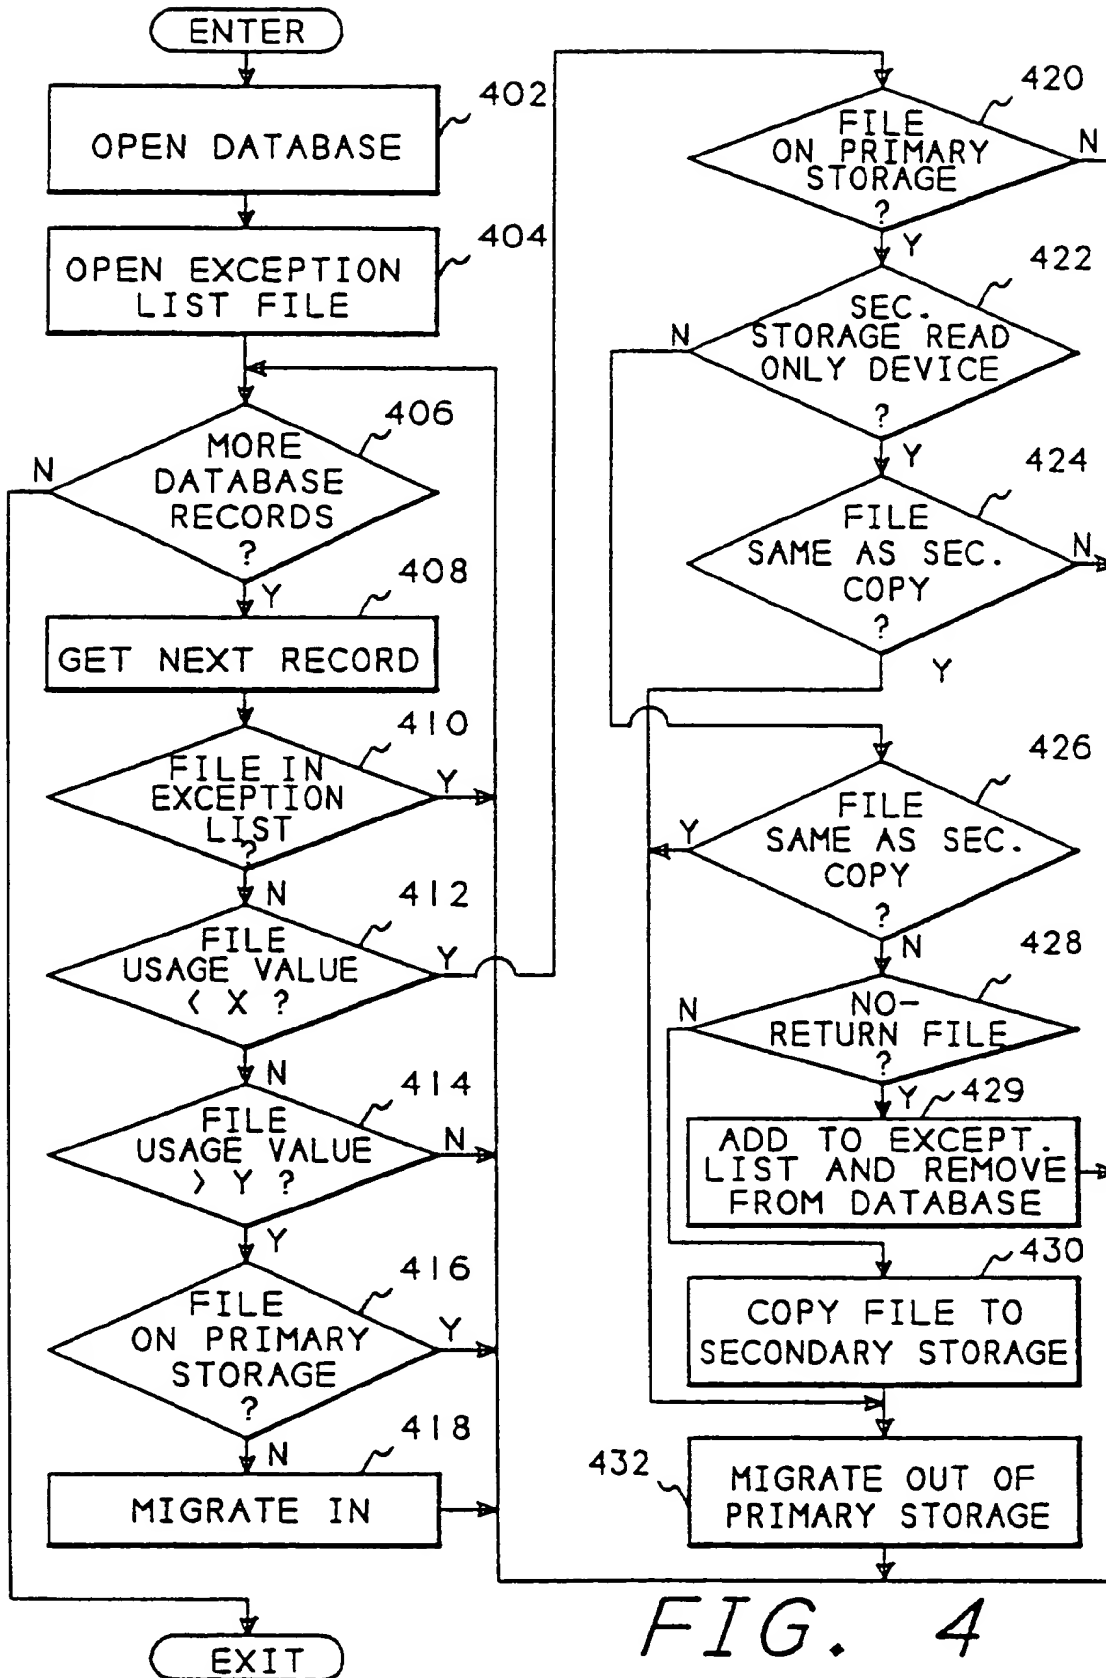 ENTER
402
OPEN DATABASE
404
OPEN EXCEPTION
LIST FILE
406
MORE
DATABASE
RECORDS
?
N
Y
408
GET NEXT RECORD
410
FILE IN
EXCEPTION
LIST
?
Y
N
412
FILE
USAGE VALUE
< X ?
Y
N
414
FILE
USAGE VALUE
> Y ?
N
Y
416
FILE
ON PRIMARY
STORAGE
?
Y
N
418
MIGRATE IN
EXIT
420
FILE
ON PRIMARY
STORAGE
?
N
Y
422
SEC.
STORAGE READ
ONLY DEVICE
?
N
Y
424
FILE
SAME AS SEC.
COPY
?
N
Y
426
FILE
SAME AS SEC.
COPY
?
Y
N
428
NO-
RETURN FILE
?
N
Y
429
ADD TO EXCEPT.
LIST AND REMOVE
FROM DATABASE
430
COPY FILE TO
SECONDARY STORAGE
432
MIGRATE OUT OF
PRIMARY STORAGE
FIG. 4